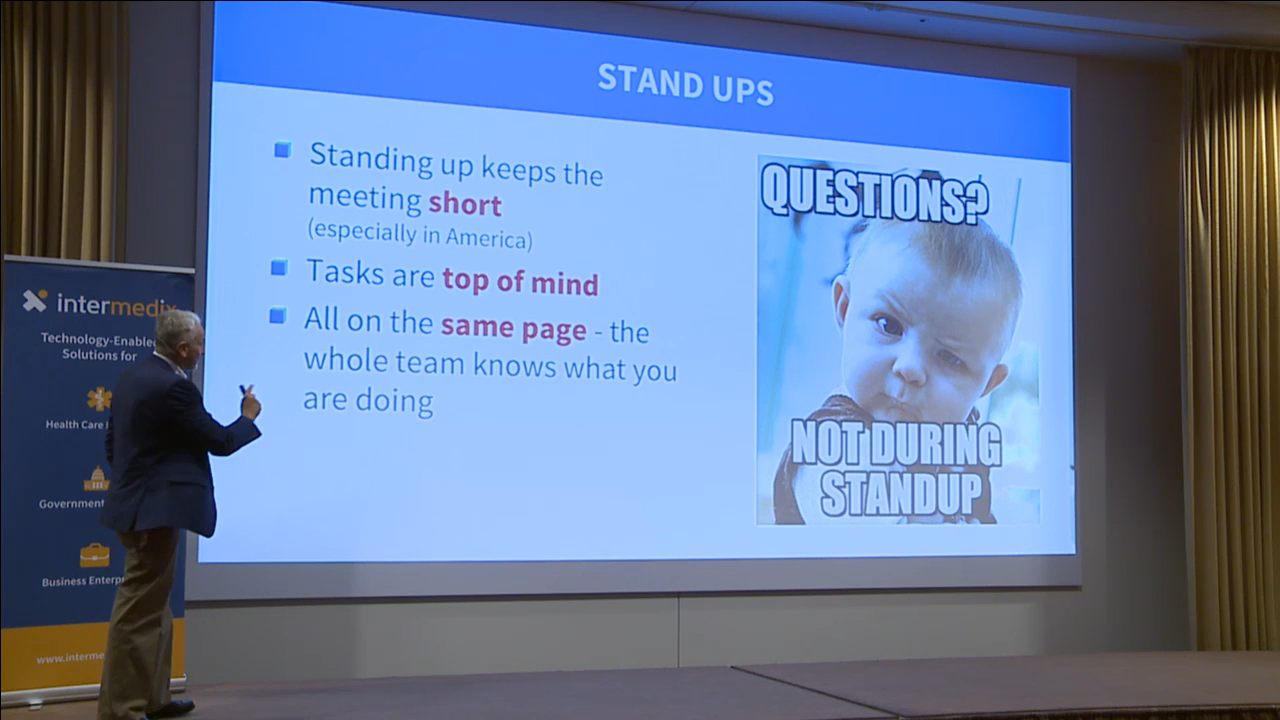 STAND UPS
Standing up keeps the
meeting short
(especially in America)
Tasks are top of mind
All on the same page - the
whole team knows what you
are doing
QUESTIONS?
NOT DURING
STANDUP
intermedix
Technology-Enabled
Solutions for
Health Care
Government
Business
www.